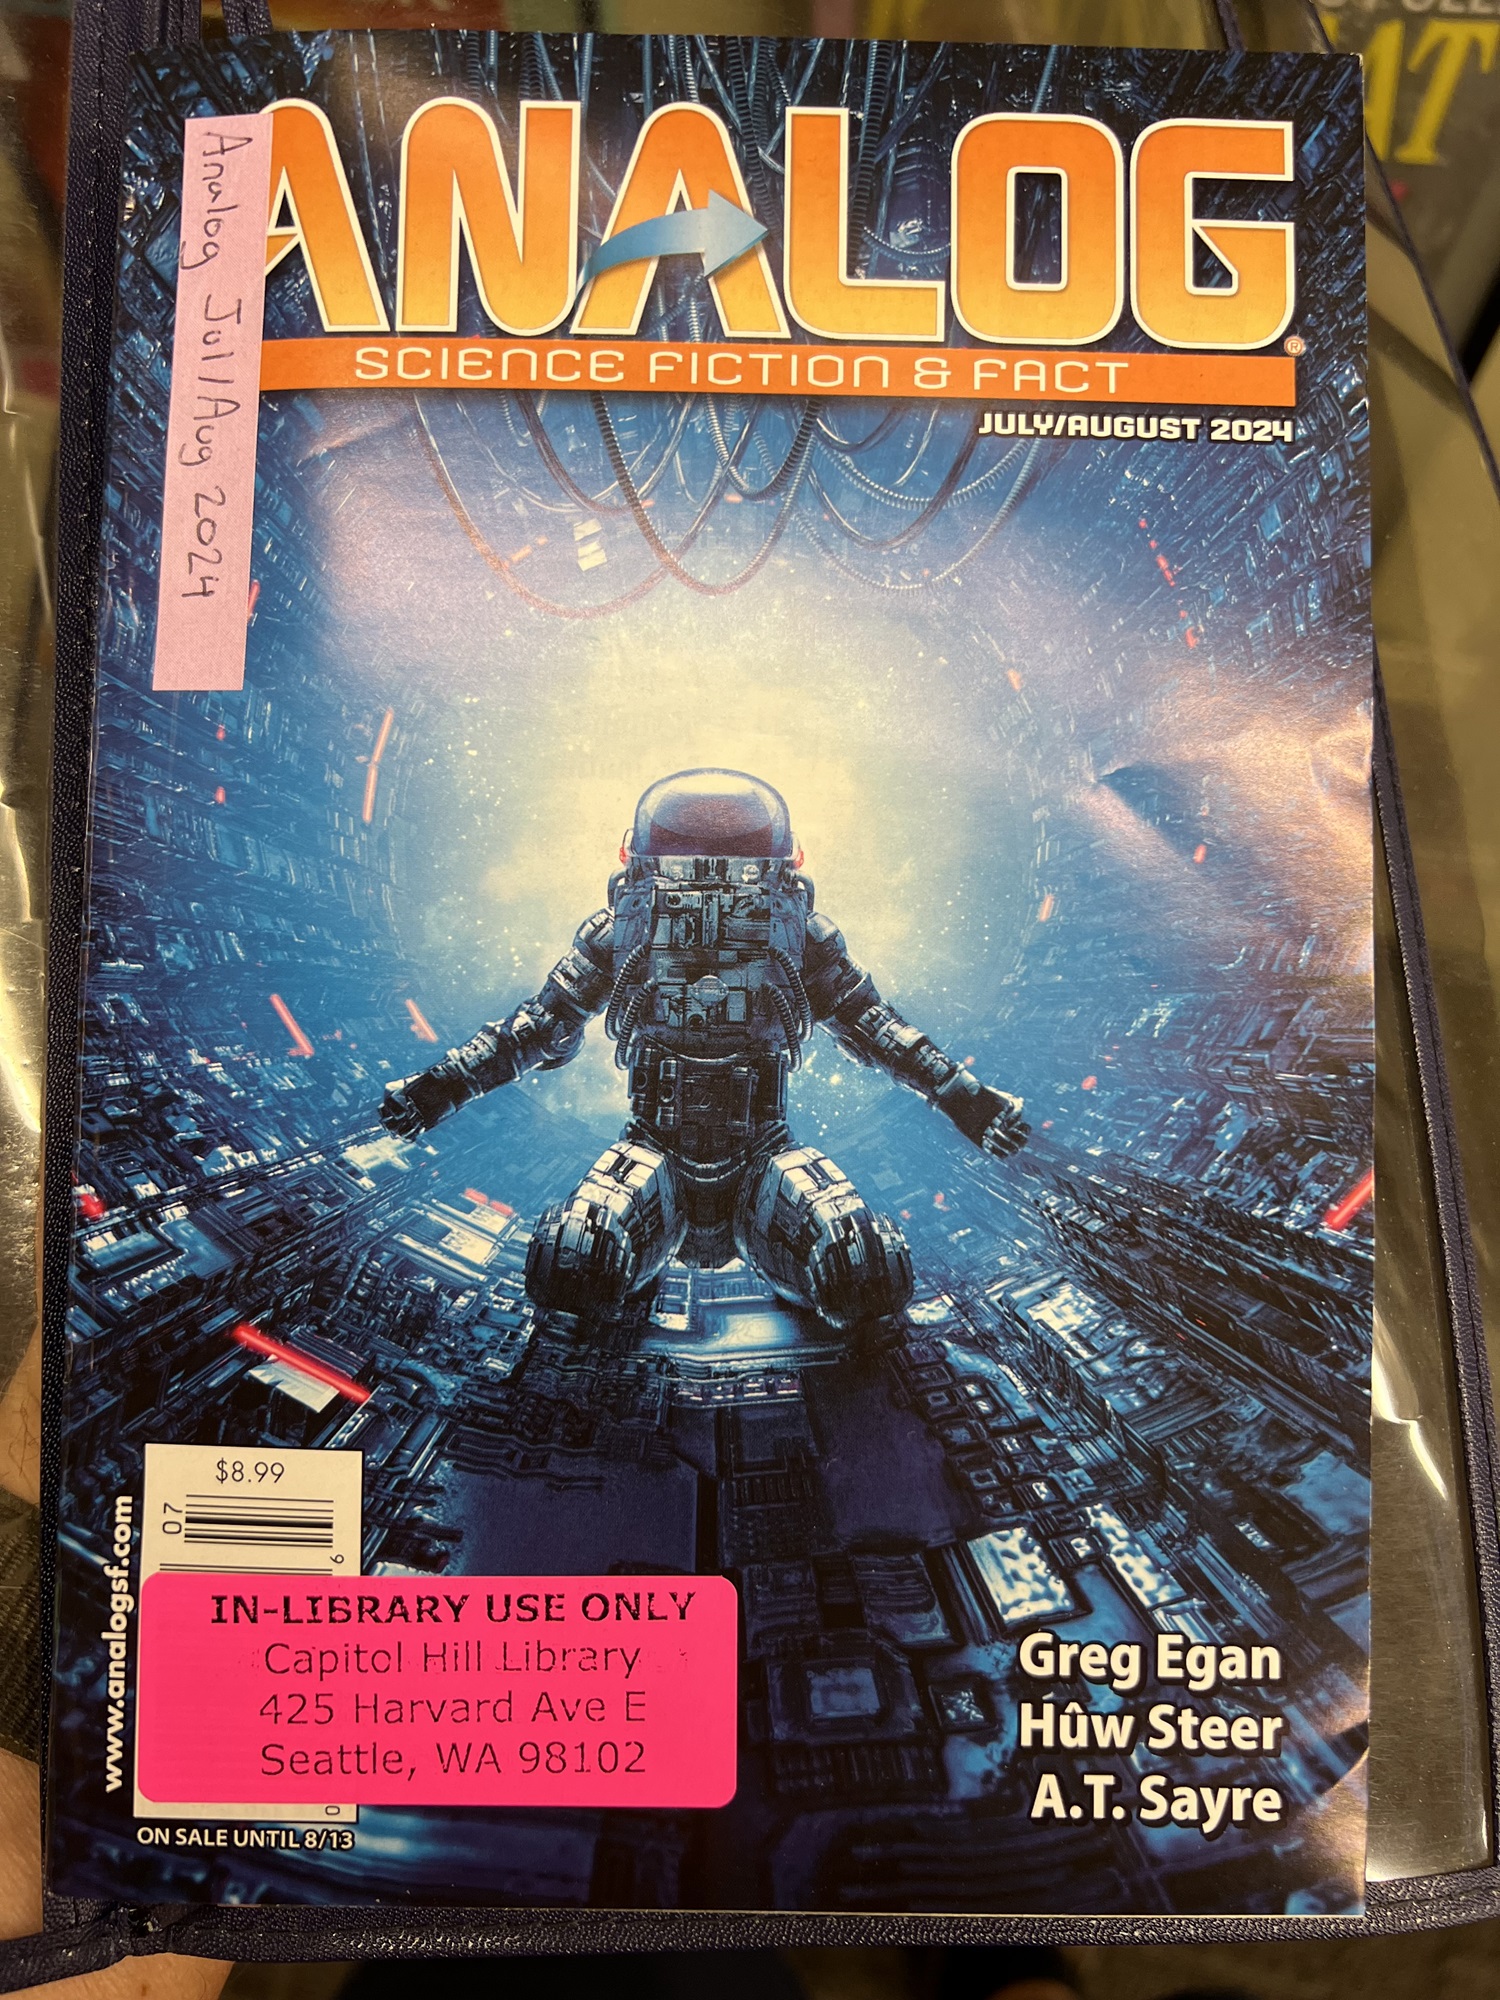 ANALOG
SCIENCE FICTION & FACT
JULY/AUGUST 2024
Analog Jul/Aug 2024
$8.99
07
www.analogsf.com
IN-LIBRARY USE ONLY
Capitol Hill Library
425 Harvard Ave E
Seattle, WA 98102
ON SALE UNTIL 8/13
Greg Egan
Hûw Steer
A.T. Sayre